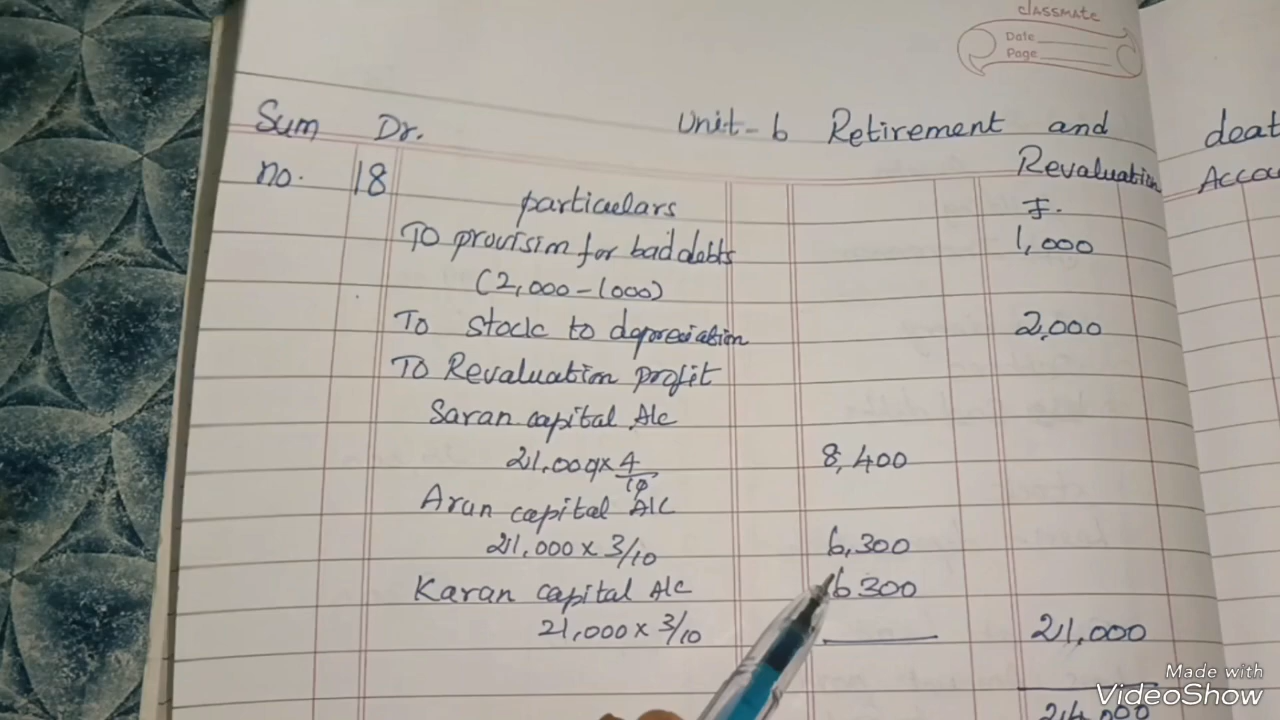 classmate
Date
Page
Sum Dr. Unit-6 Retirement and
no. 18 Revaluation
particulars ₹.
To provision for bad debts 1,000
(2,000-1000)
To stock to depreciation 2,000
To Revaluation profit
Saran capital A/c
21,000 x 4/10 8,400
Arun capital A/c
21,000 x 3/10 6,300
Karan capital A/c 6300
21,000 x 3/10 21,000
24,000
Made with
VideoShow